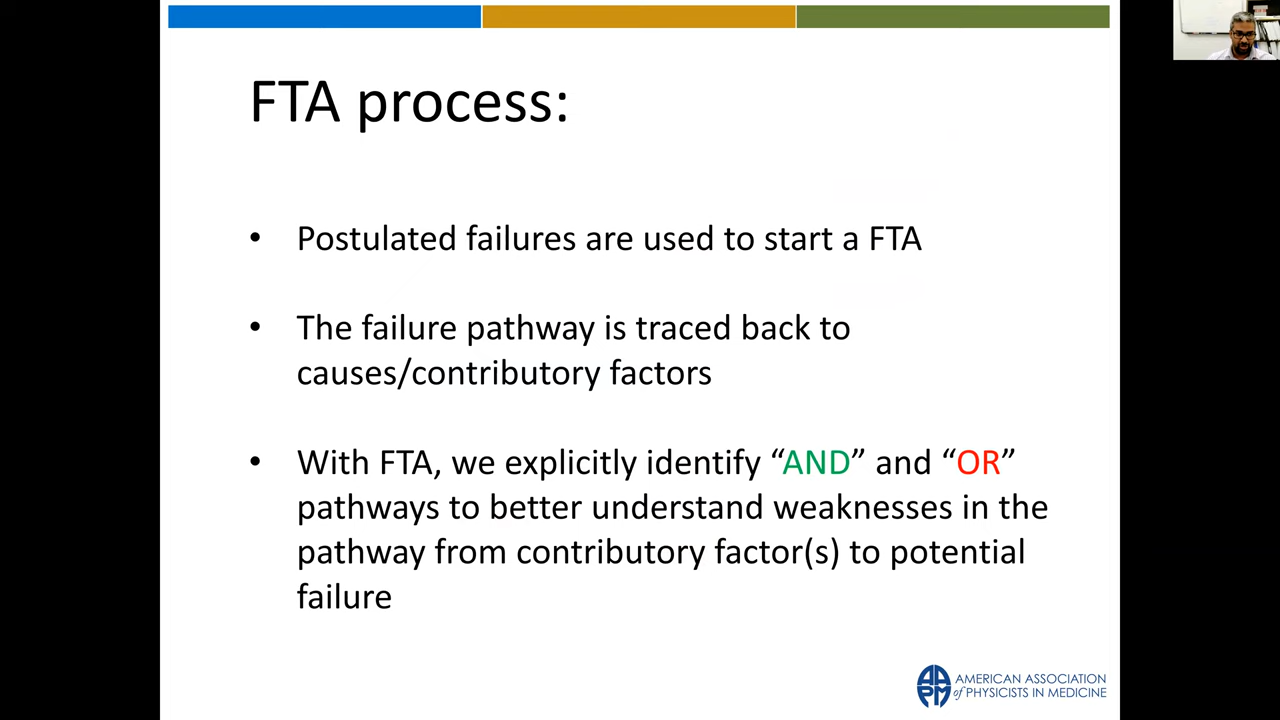 FTA process:
• Postulated failures are used to start a FTA
• The failure pathway is traced back to
causes/contributory factors
• With FTA, we explicitly identify “AND” and “OR”
pathways to better understand weaknesses in the
pathway from contributory factor(s) to potential
failure
AAPM
AMERICAN ASSOCIATION
of PHYSICISTS IN MEDICINE